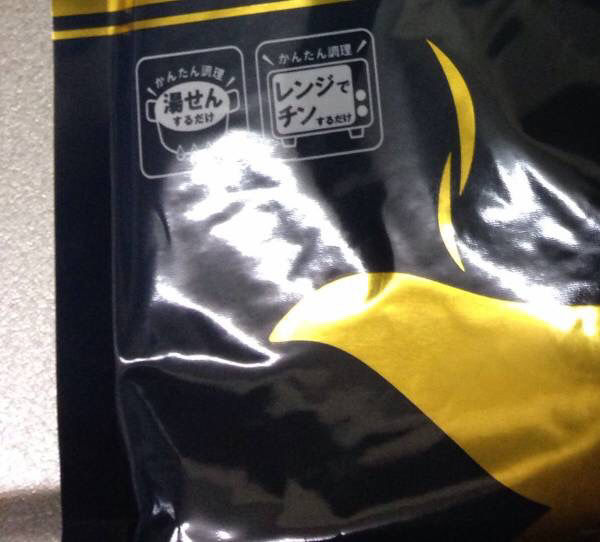 かんたん調理
湯せん
するだけ
かんたん調理
レンジで
チンするだけ